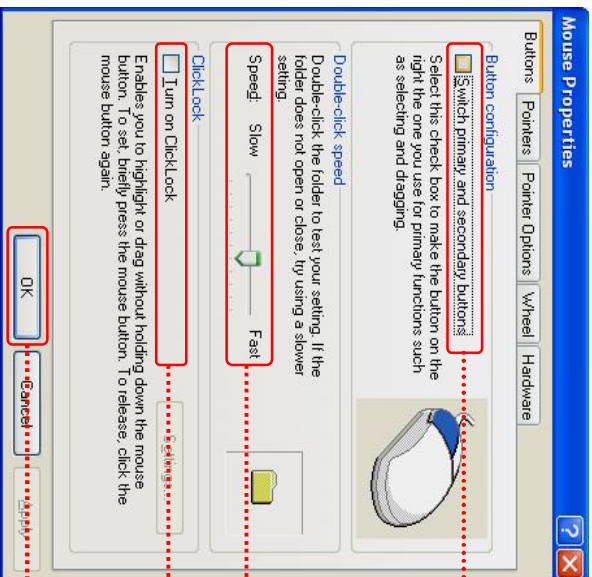 Mouse Properties
Buttons Pointers Pointer Options Wheel Hardware
Button configuration
Switch primary and secondary buttons
Select this check box to make the button on the
right the one you use for primary functions such
as selecting and dragging.
Double-click speed
Double-click the folder to test your setting. If the
folder does not open or close, try using a slower
setting.
Speed: Slow Fast
ClickLock
Turn on ClickLock Settings...
Enables you to highlight or drag without holding down the mouse
button. To set, briefly press the mouse button. To release, click the
mouse button again.
OK Cancel Apply